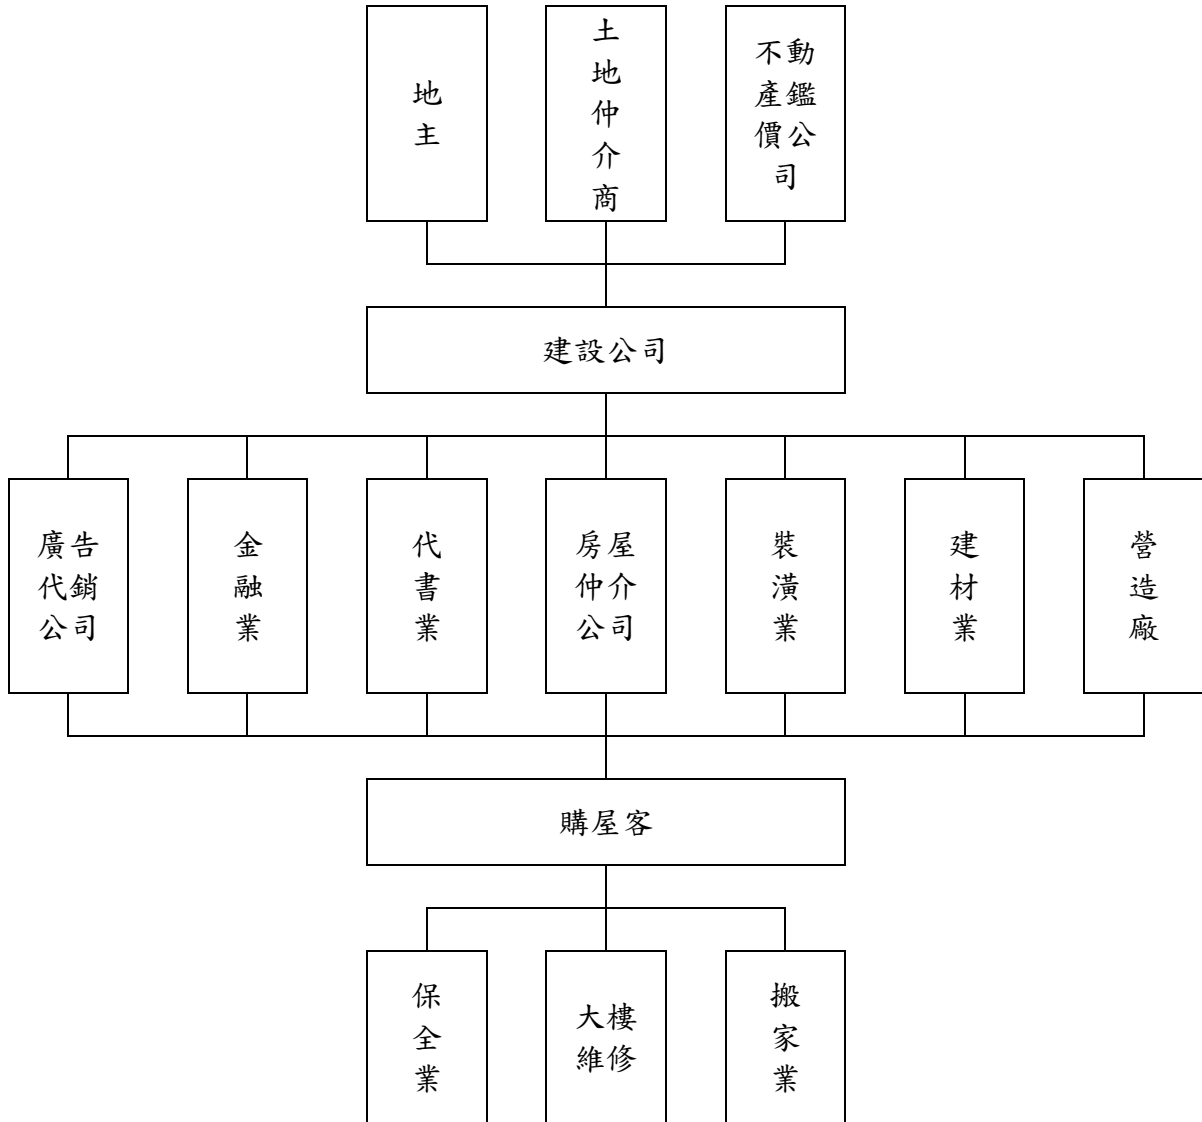 地
主
土
地
仲
介
商
不動
產鑑
價公
司
建設公司
廣告
代銷
公司
金
融
業
代
書
業
房屋
仲介
公司
裝
潢
業
建
材
業
營
造
廠
購屋客
保
全
業
大樓
維修
搬
家
業